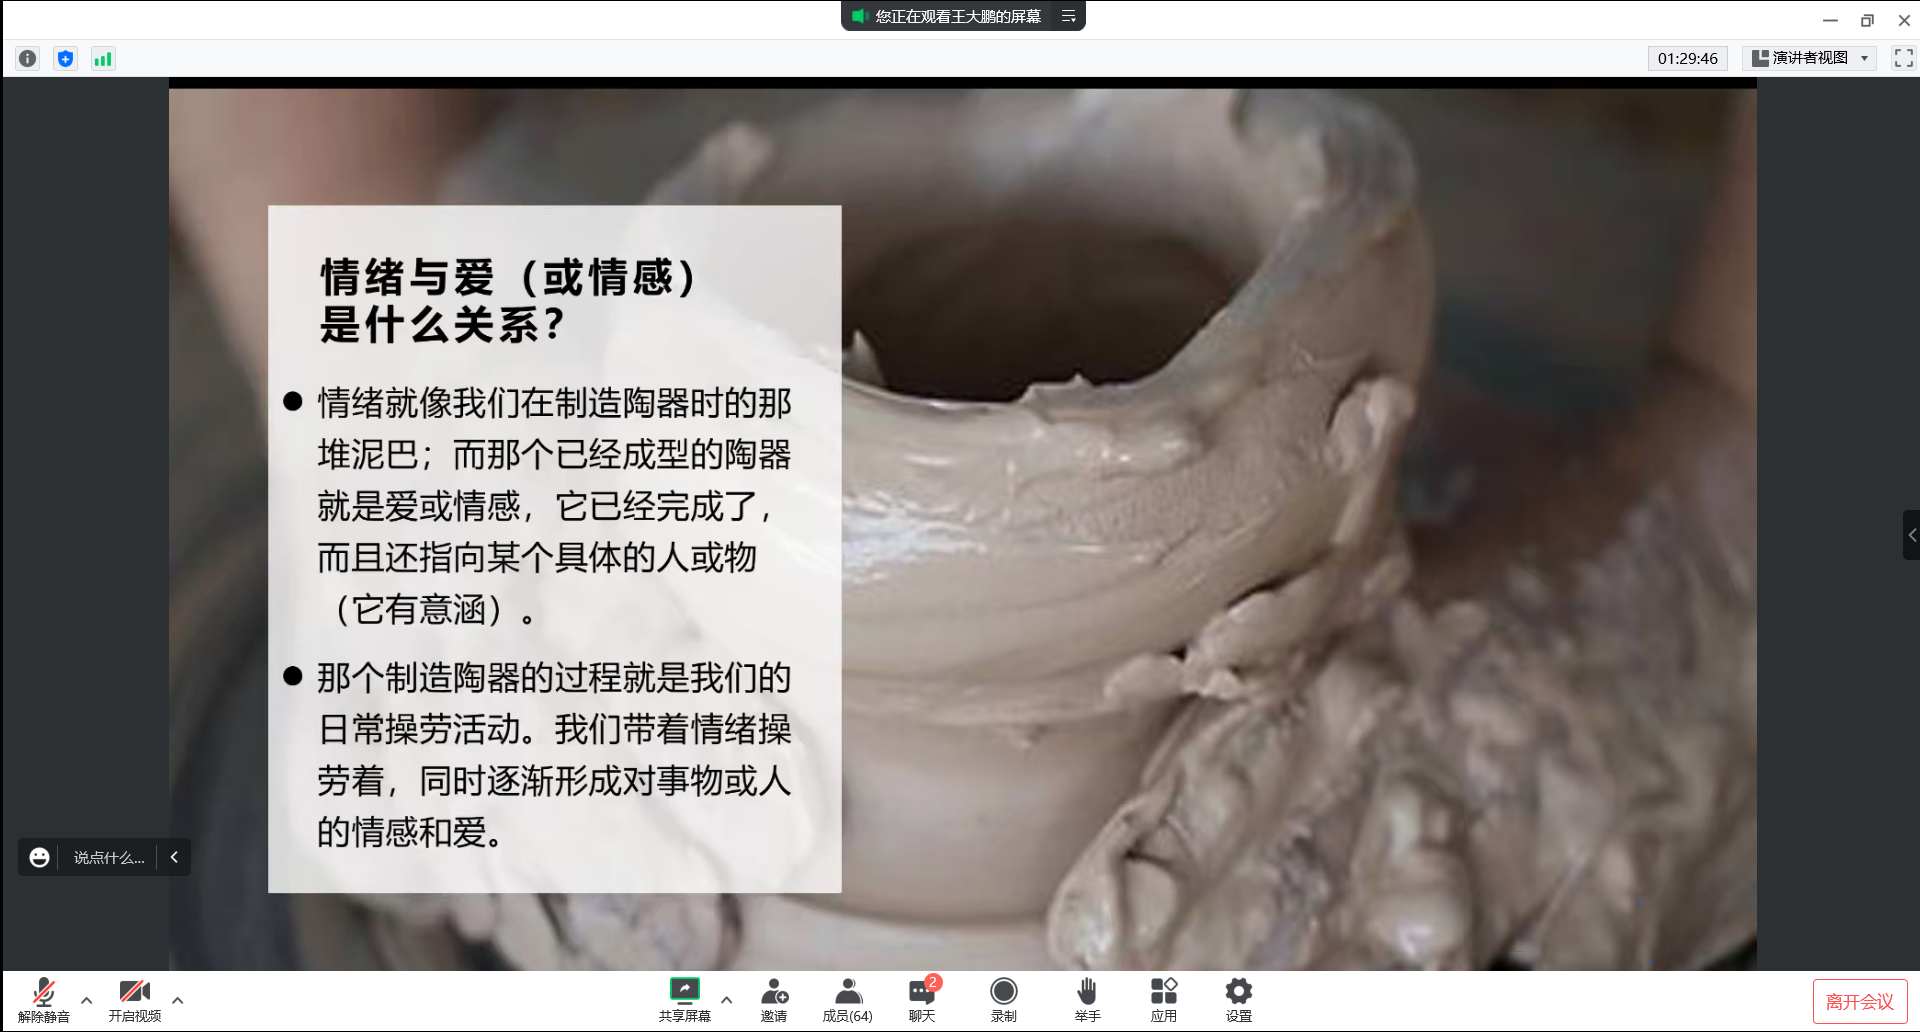 您正在观看王大鹏的屏幕
01:29:46
演讲者视图
情绪与爱（或情感）
是什么关系？
● 情绪就像我们在制造陶器时的那
堆泥巴；而那个已经成型的陶器
就是爱或情感，它已经完成了，
而且还指向某个具体的人或物
（它有意涵）。
● 那个制造陶器的过程就是我们的
日常操劳活动。我们带着情绪操
劳着，同时逐渐形成对事物或人
的情感和爱。
说点什么...
解除静音
开启视频
共享屏幕
邀请
成员(64)
2
聊天
录制
举手
应用
设置
离开会议